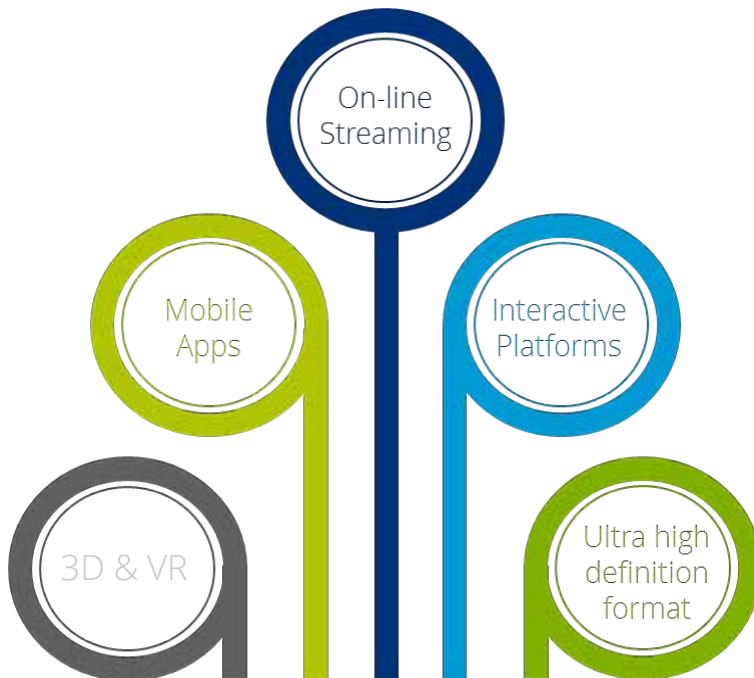 On-line
Streaming
Mobile
Apps
Interactive
Platforms
3D & VR
Ultra high
definition
format